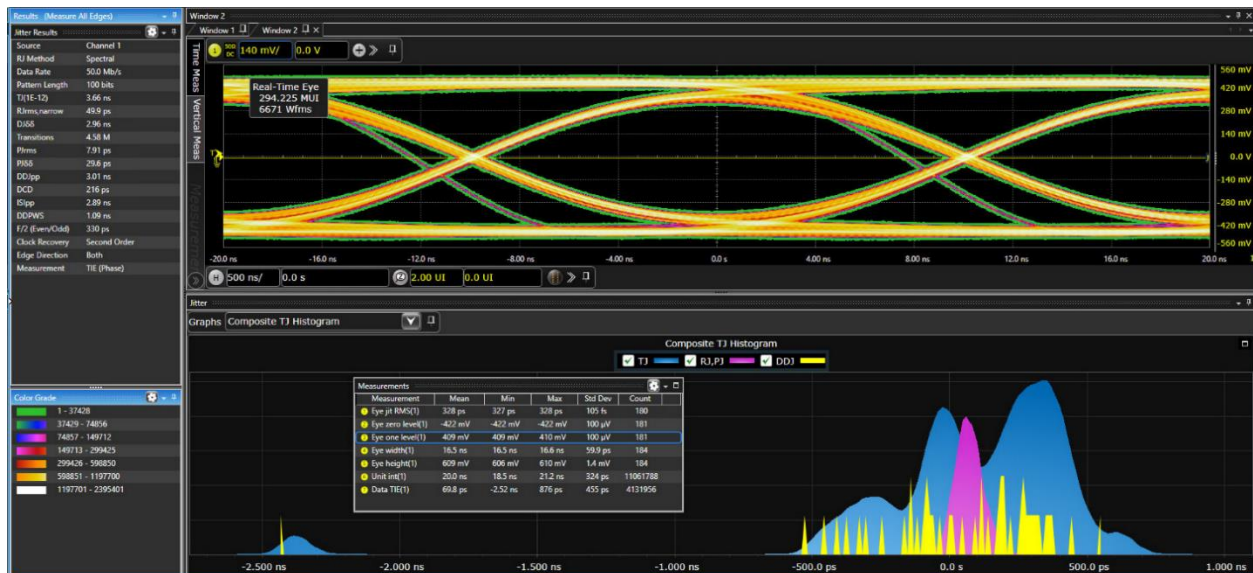 Results (Measure All Edges)
Jitter Results
Source Channel 1
RJ Method Spectral
Data Rate 50.0 Mb/s
Pattern Length 100 bits
TJ(1E-12) 3.66 ns
RJrms,narrow 49.9 ps
DJδδ 2.96 ns
Transitions 4.58 M
PJrms 7.91 ps
PJδδ 29.6 ps
DDJpp 3.01 ns
DCD 216 ps
ISIpp 2.89 ns
DDPWS 1.09 ns
F/2 (Even/Odd) 330 ps
Clock Recovery Second Order
Edge Direction Both
Measurement TIE (Phase)
Color Grade
1 - 37428
37429 - 74856
74857 - 149712
149713 - 299425
299426 - 598850
598851 - 1197700
1197701 - 2395401
Window 2
Window 1 Window 2
Time Meas
Vertical Meas
Measurements
1 50Ω DC 140 mV/ 0.0 V
Real-Time Eye
294.225 MUI
6671 Wfms
560 mV
420 mV
280 mV
140 mV
0.0 V
-140 mV
-280 mV
-420 mV
-560 mV
-20.0 ns -16.0 ns -12.0 ns -8.00 ns -4.00 ns 0.0 s 4.00 ns 8.00 ns 12.0 ns 16.0 ns 20.0 ns
H 500 ns/ 0.0 s 2.00 UI 0.0 UI
Jitter
Graphs Composite TJ Histogram
Composite TJ Histogram
TJ RJ,PJ DDJ
Measurements
Measurement Mean Min Max Std Dev Count
Eye jit RMS(1) 328 ps 327 ps 328 ps 105 fs 180
Eye zero level(1) -422 mV -422 mV -422 mV 100 µV 181
Eye one level(1) 409 mV 409 mV 410 mV 100 µV 181
Eye width(1) 16.5 ns 16.5 ns 16.6 ns 59.9 ps 184
Eye height(1) 609 mV 606 mV 610 mV 1.4 mV 184
Unit int(1) 20.0 ns 18.5 ns 21.2 ns 324 ps 11061788
Data TIE(1) 69.8 ps -2.52 ns 876 ps 455 ps 4131956
-2.500 ns -2.000 ns -1.500 ns -1.000 ns -500.0 ps 0.0 s 500.0 ps 1.000 ns